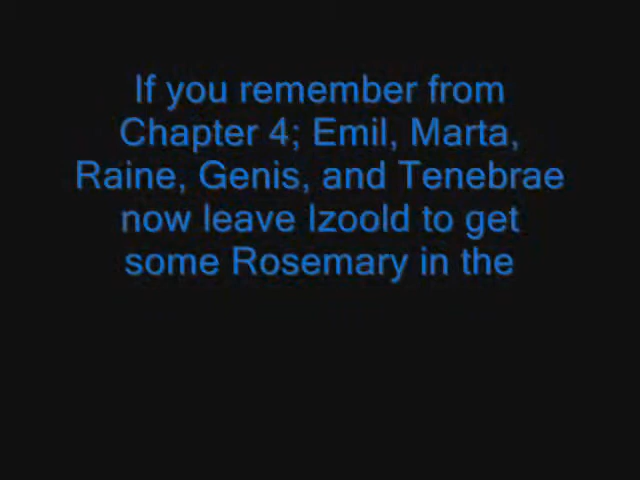 If you remember from
Chapter 4; Emil, Marta,
Raine, Genis, and Tenebrae
now leave Izoold to get
some Rosemary in the